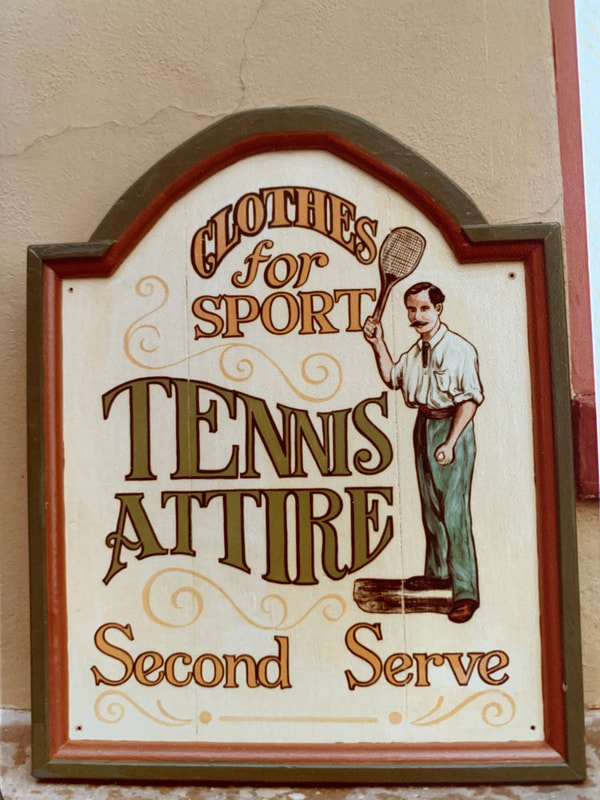 CLOTHES
for
SPORT
TENNIS
ATTIRE
Second Serve